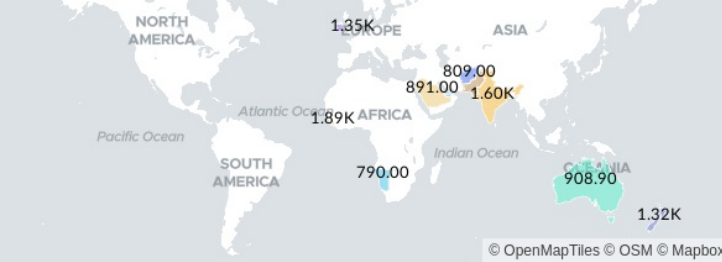 NORTH
AMERICA
1.35K
EUROPE
ASIA
809.00
891.00
1.60K
Atlantic Ocean
1.89K
AFRICA
Pacific Ocean
Indian Ocean
SOUTH
AMERICA
790.00
OCEANIA
908.90
1.32K
© OpenMapTiles © OSM © Mapbox